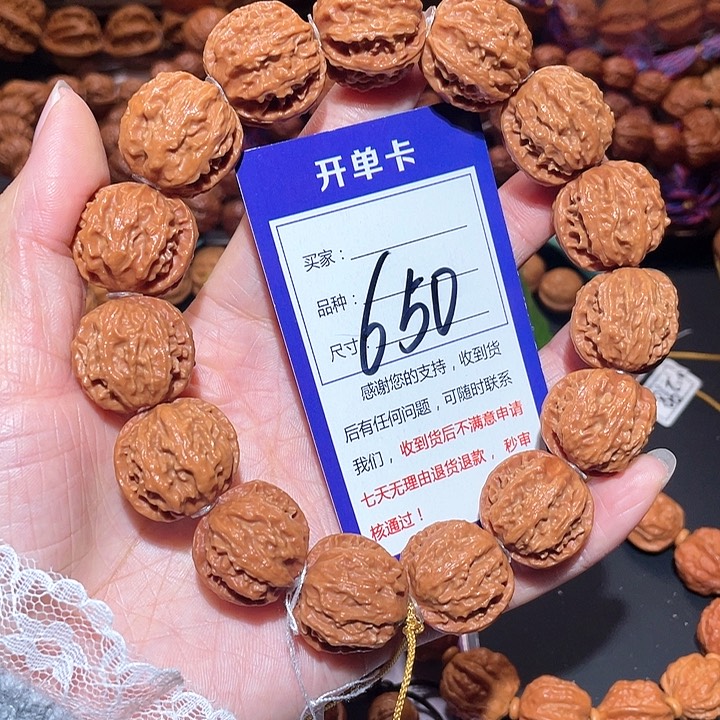 开单卡
买家：
品种：
650
尺寸：
感谢您的支持，收到货
后有任何问题，可随时联系
我们，收到货后不满意申请
七天无理由退货退款，秒审
核通过！